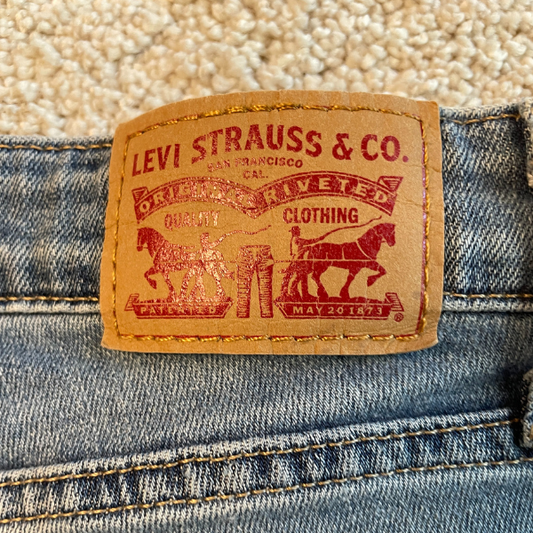 LEVI STRAUSS & CO.
SAN FRANCISCO
CAL.
ORIGINAL RIVETED
QUALITY CLOTHING
PATENTED MAY 20 1873 ®